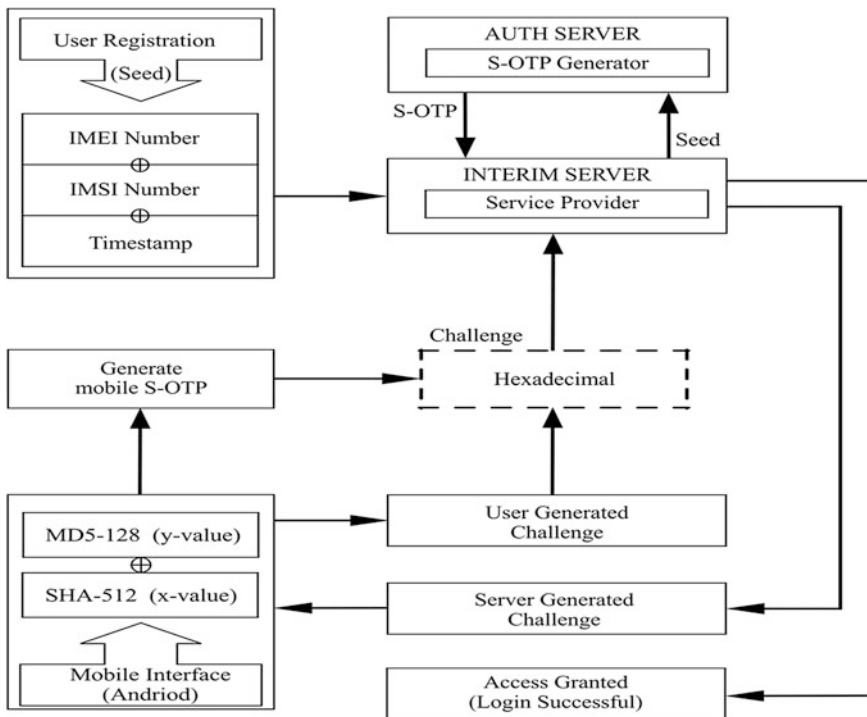 User Registration
(Seed)
IMEI Number
IMSI Number
Timestamp
AUTH SERVER
S-OTP Generator
S-OTP
Seed
INTERIM SERVER
Service Provider
Challenge
Hexadecimal
Generate
mobile S-OTP
MD5-128 (y-value)
SHA-512 (x-value)
Mobile Interface
(Andriod)
User Generated
Challenge
Server Generated
Challenge
Access Granted
(Login Successful)